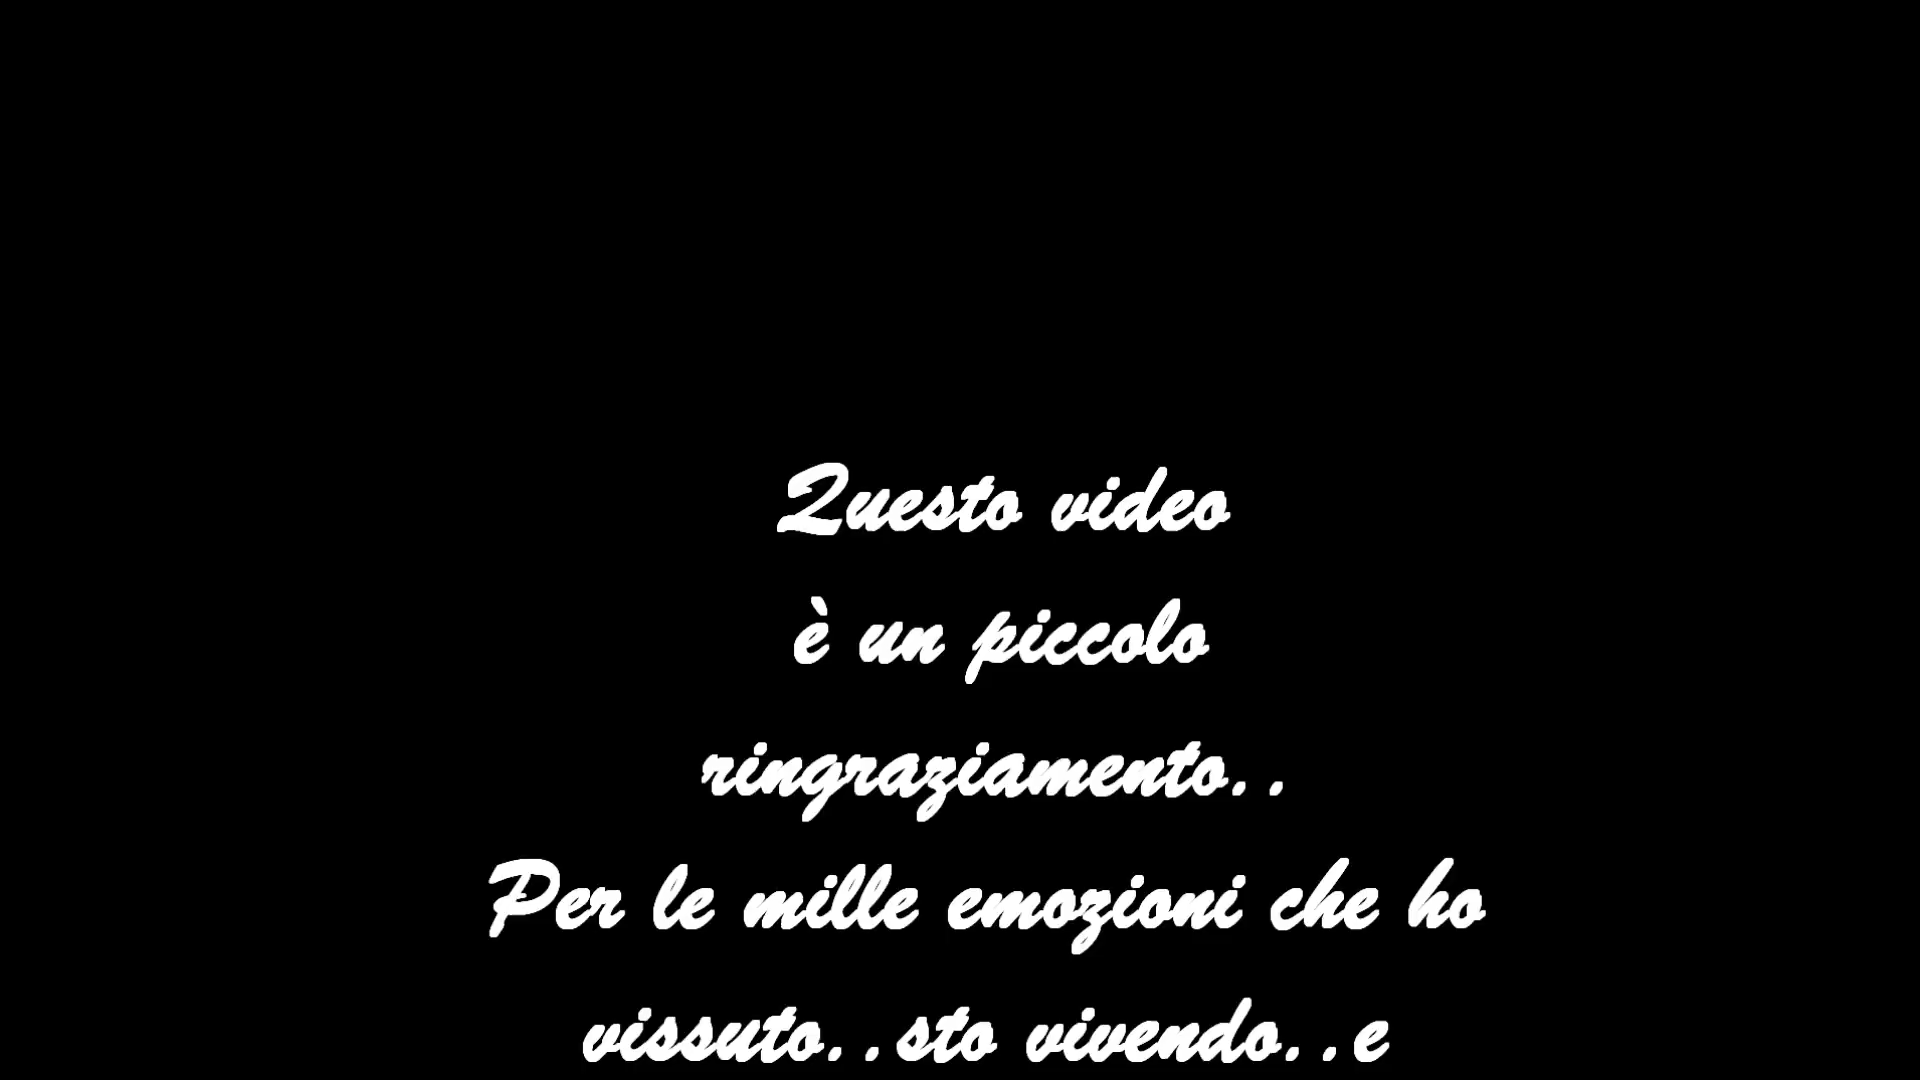 Questo video
è un piccolo
ringraziamento..
Per le mille emozioni che ho
vissuto..sto vivendo..e